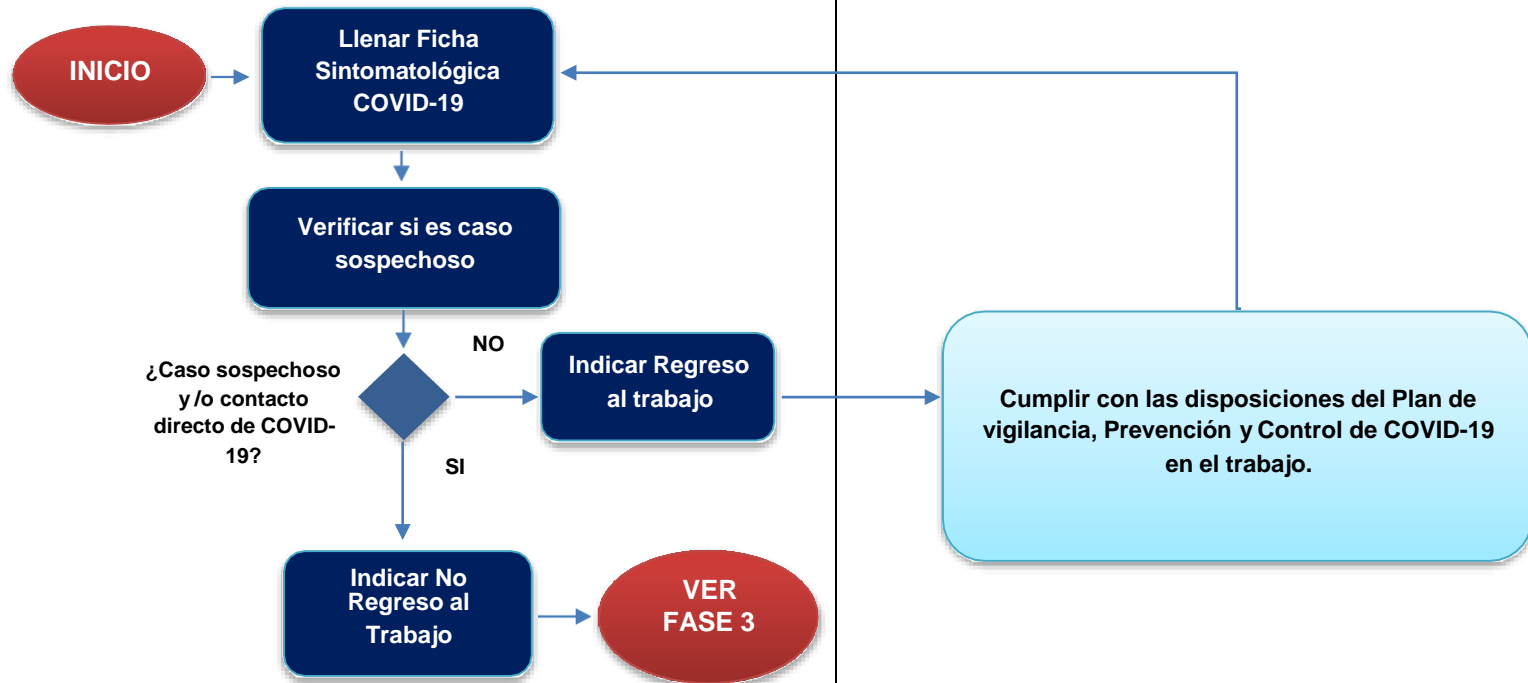 INICIO
Llenar Ficha
Sintomatológica
COVID-19
Verificar si es caso
sospechoso
¿Caso sospechoso
y /o contacto
directo de COVID-
19?
NO
Indicar Regreso
al trabajo
Cumplir con las disposiciones del Plan de
vigilancia, Prevención y Control de COVID-19
en el trabajo.
SI
Indicar No
Regreso al
Trabajo
VER
FASE 3